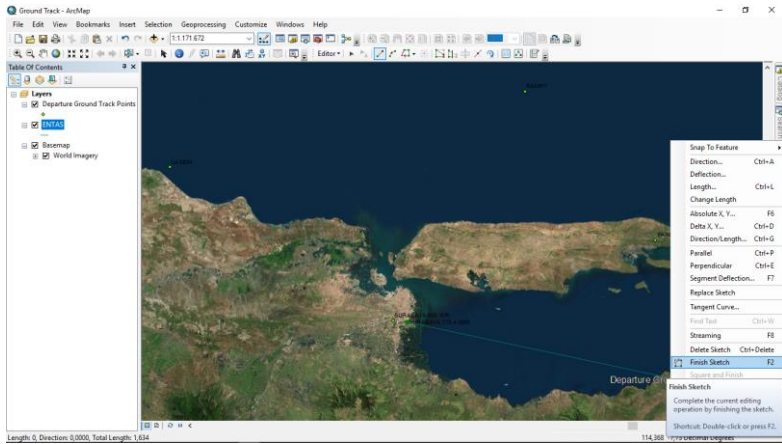 Ground Track - ArcMap
File Edit View Bookmarks Insert Selection Geoprocessing Customize Windows Help
1:1.171.672
Editor
Table Of Contents
Layers
Departure Ground Track Points
ENTAS
Basemap
World Imagery
Snap To Feature
Direction... Ctrl+A
Deflection...
Length... Ctrl+L
Change Length
Absolute X, Y... F6
Delta X, Y... Ctrl+D
Direction/Length... Ctrl+G
Parallel Ctrl+P
Perpendicular Ctrl+E
Segment Deflection... F7
Replace Sketch
Tangent Curve...
Find Text Ctrl+W
Streaming F8
Delete Sketch Ctrl+Delete
Finish Sketch F2
Square and Finish
Finish Sketch
Complete the current editing
operation by finishing the sketch.
Shortcut: Double-click or press F2.
Departure
Length: 0, Direction: 0,0000, Total Length: 1,634
114,368 -7,73 Decimal Degrees